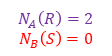 N_A(R) = 2
N_B(S) = 0